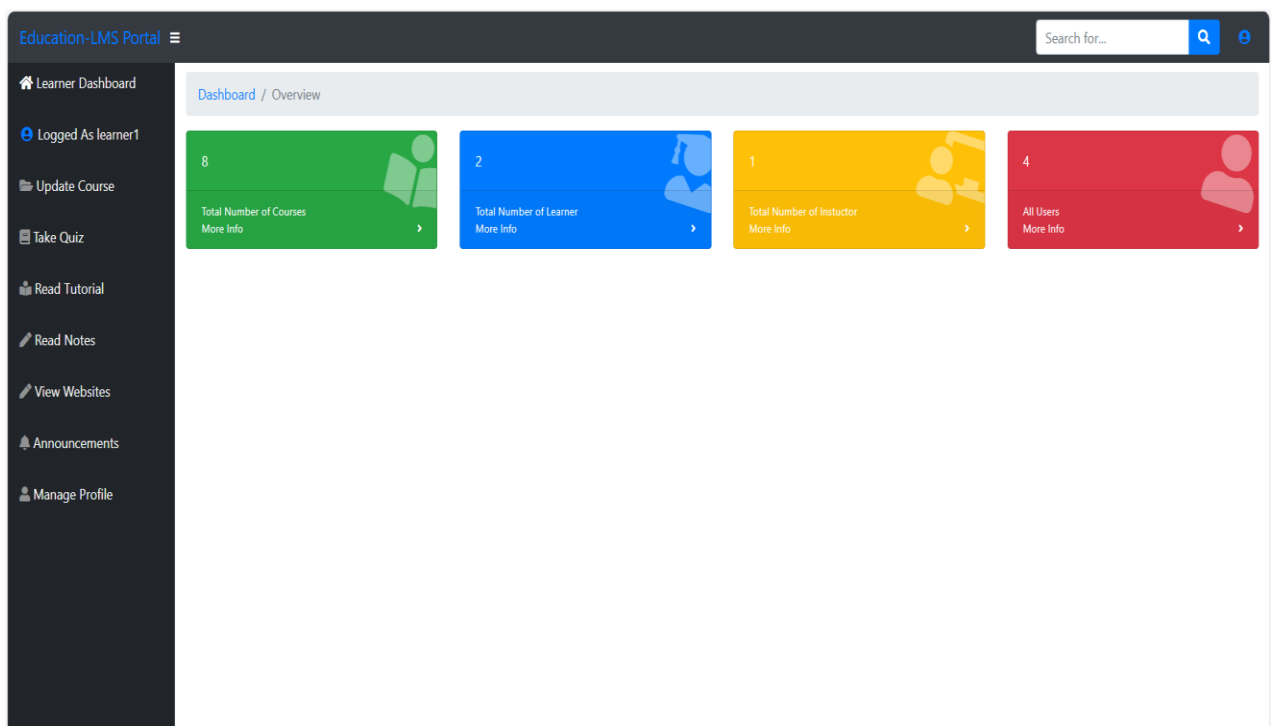 Education-LMS Portal
Search for...
Learner Dashboard
Logged As learner1
Update Course
Take Quiz
Read Tutorial
Read Notes
View Websites
Announcements
Manage Profile
Dashboard / Overview
8
Total Number of Courses
More Info
2
Total Number of Learner
More Info
1
Total Number of Instuctor
More Info
4
All Users
More Info